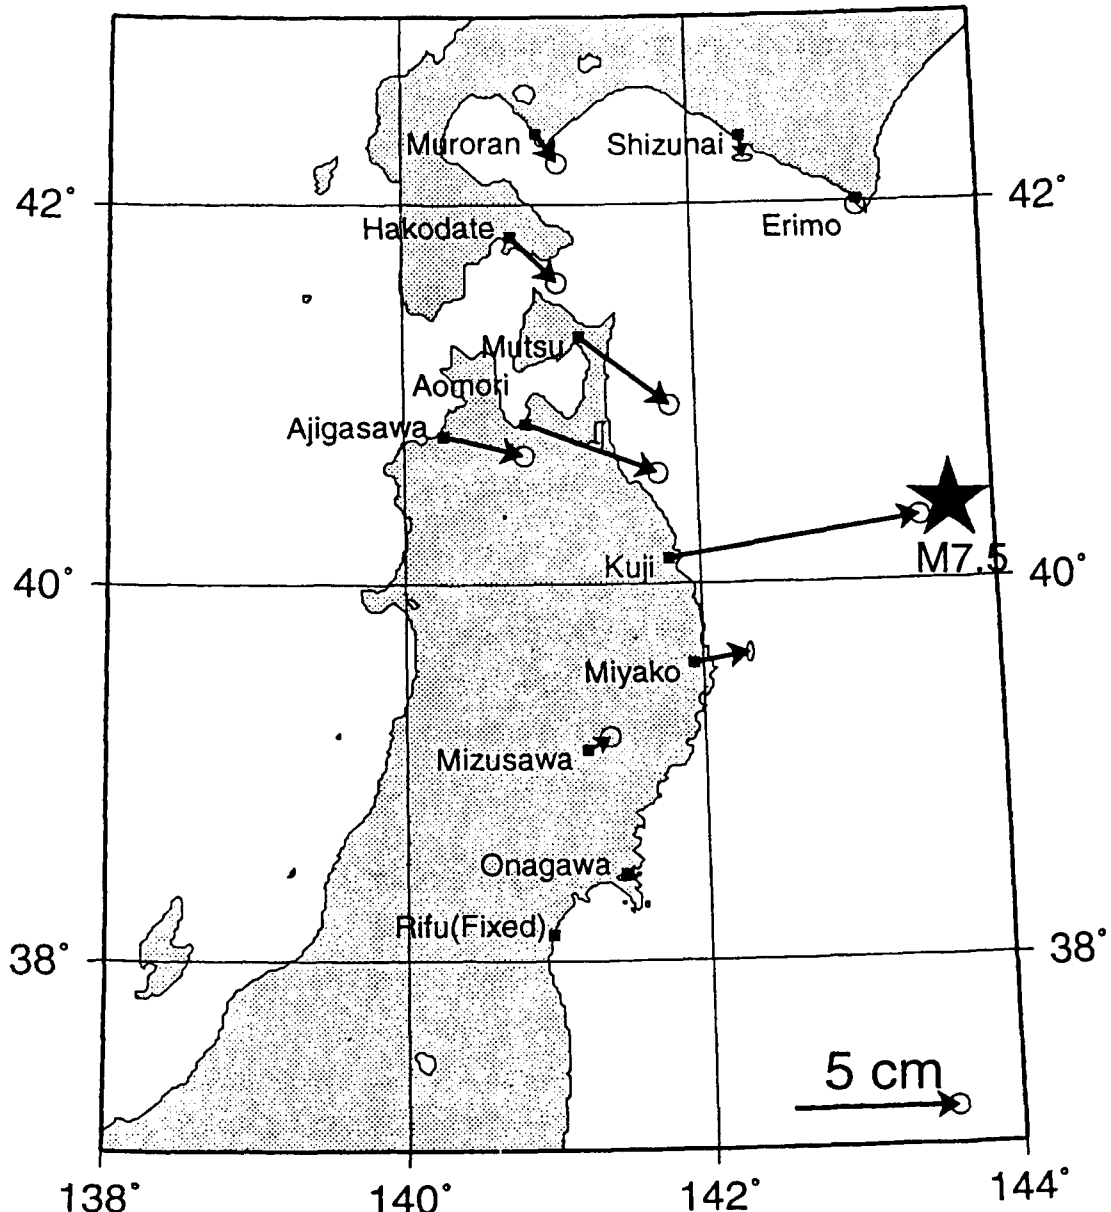 Muroran
Shizunai
42°
42°
Erimo
Hakodate
Mutsu
Aomori
Ajigasawa
M7.5
Kuji
40°
40°
Miyako
Mizusawa
Onagawa
Rifu(Fixed)
38°
38°
5 cm
138°
140°
142°
144°